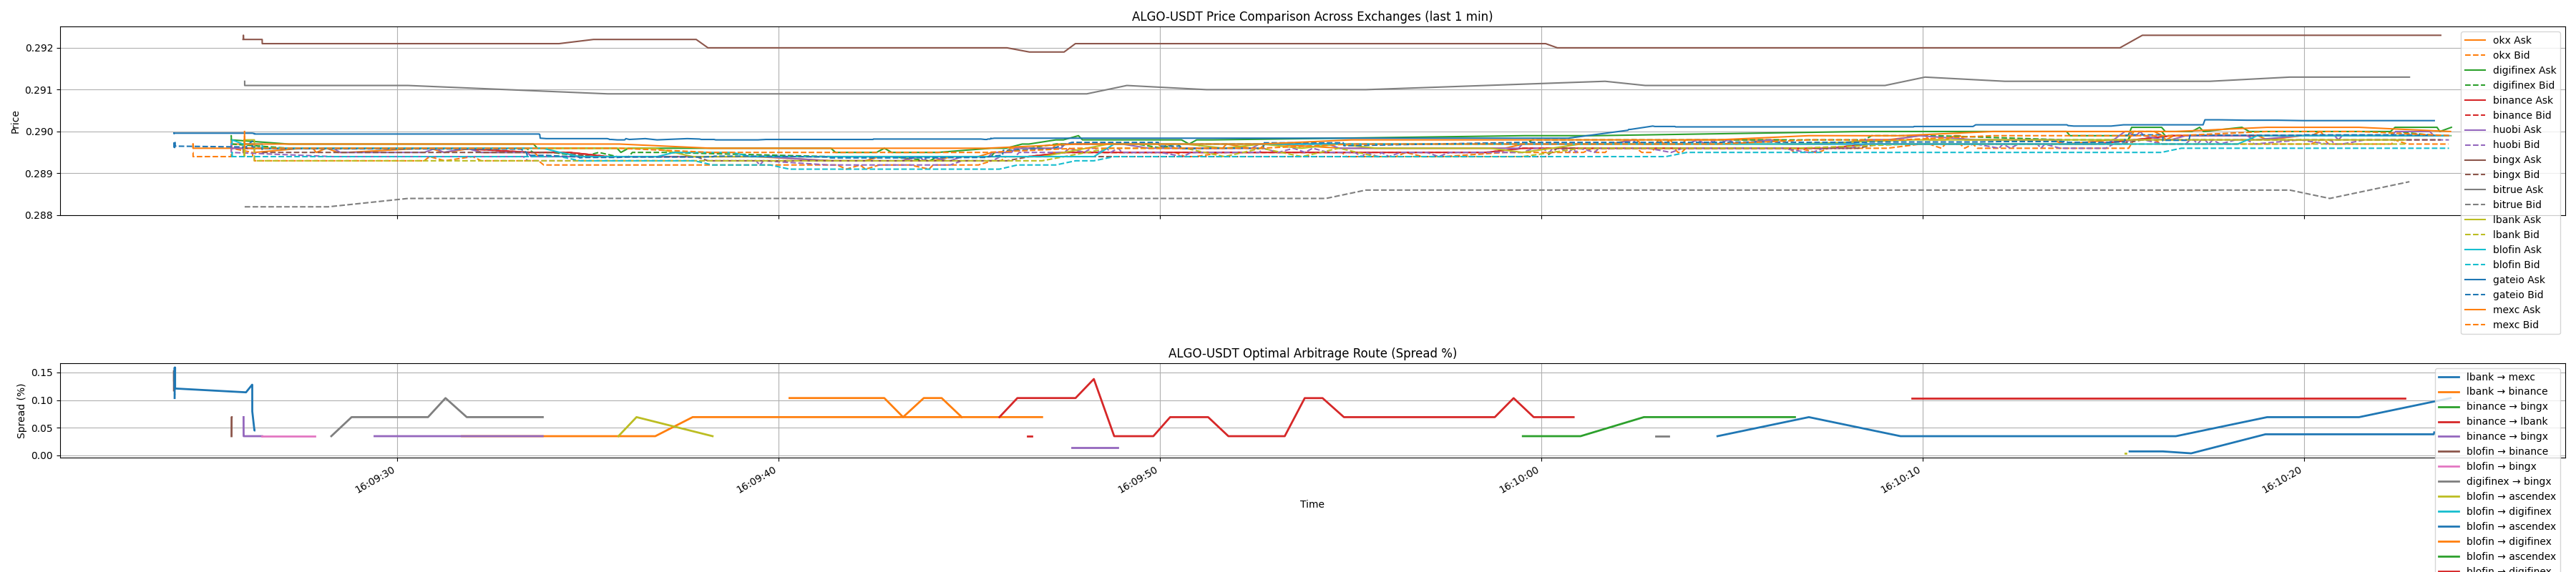 ALGO-USDT Price Comparison Across Exchanges (last 1 min)
Price
0.292
0.291
0.290
0.289
0.288
okx Ask
okx Bid
digifinex Ask
digifinex Bid
binance Ask
binance Bid
huobi Ask
huobi Bid
bingx Ask
bingx Bid
bitrue Ask
bitrue Bid
lbank Ask
lbank Bid
blofin Ask
blofin Bid
gateio Ask
gateio Bid
mexc Ask
mexc Bid
ALGO-USDT Optimal Arbitrage Route (Spread %)
Spread (%)
0.15
0.10
0.05
0.00
lbank → mexc
lbank → binance
binance → bingx
binance → lbank
binance → bingx
blofin → binance
blofin → bingx
digifinex → bingx
blofin → ascendex
blofin → digifinex
blofin → ascendex
blofin → digifinex
blofin → ascendex
blofin → digifinex
16:09:30
16:09:40
16:09:50
16:10:00
16:10:10
16:10:20
Time